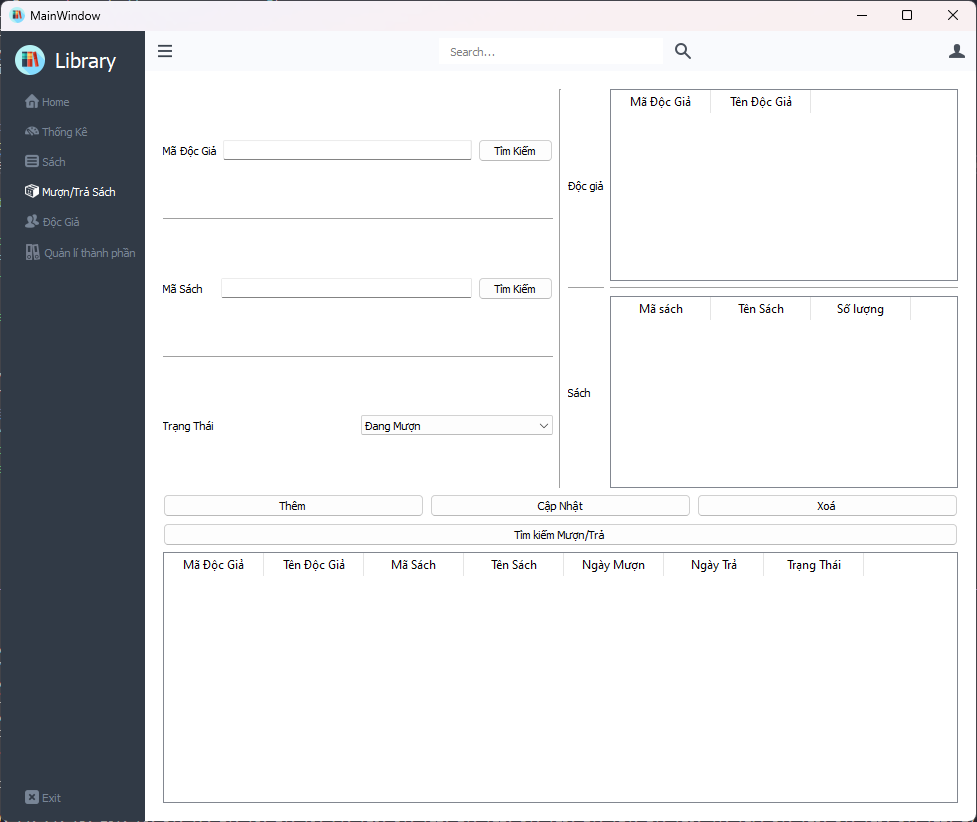 MainWindow
Library
Search...
Home
Thống Kê
Sách
Mượn/Trả Sách
Độc Giả
Quản lí thành phần
Exit
Mã Độc Giả
Tìm Kiếm
Mã Sách
Tìm Kiếm
Trạng Thái
Đang Mượn
Độc giả
Mã Độc Giả Tên Độc Giả
Sách
Mã sách Tên Sách Số lượng
Thêm Cập Nhật Xoá
Tìm kiếm Mượn/Trả
Mã Độc Giả Tên Độc Giả Mã Sách Tên Sách Ngày Mượn Ngày Trả Trạng Thái